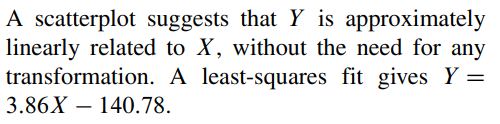 A scatterplot suggests that Y is approximately
linearly related to X, without the need for any
transformation. A least-squares fit gives Y =
3.86X − 140.78.